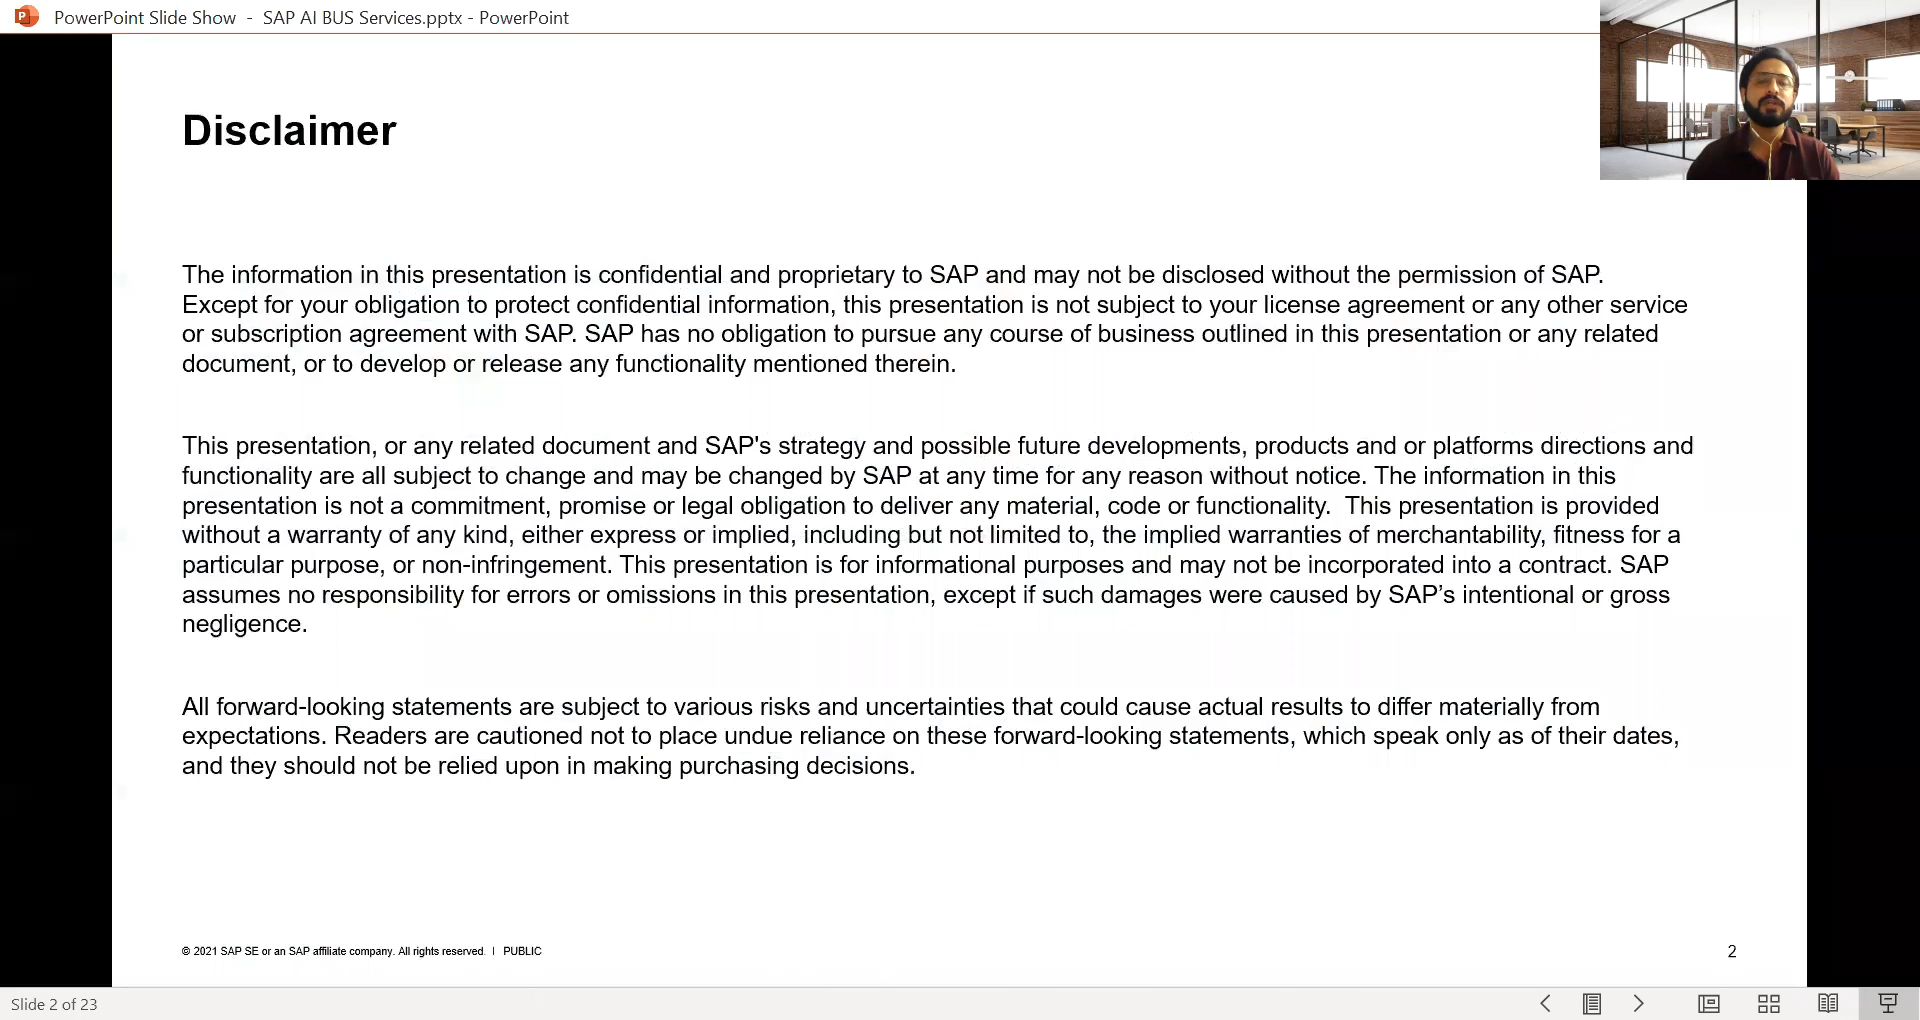 PowerPoint Slide Show - SAP AI BUS Services.pptx - PowerPoint
Disclaimer
The information in this presentation is confidential and proprietary to SAP and may not be disclosed without the permission of SAP.
Except for your obligation to protect confidential information, this presentation is not subject to your license agreement or any other service
or subscription agreement with SAP. SAP has no obligation to pursue any course of business outlined in this presentation or any related
document, or to develop or release any functionality mentioned therein.
This presentation, or any related document and SAP's strategy and possible future developments, products and or platforms directions and
functionality are all subject to change and may be changed by SAP at any time for any reason without notice. The information in this
presentation is not a commitment, promise or legal obligation to deliver any material, code or functionality.  This presentation is provided
without a warranty of any kind, either express or implied, including but not limited to, the implied warranties of merchantability, fitness for a
particular purpose, or non-infringement. This presentation is for informational purposes and may not be incorporated into a contract. SAP
assumes no responsibility for errors or omissions in this presentation, except if such damages were caused by SAP’s intentional or gross
negligence.
All forward-looking statements are subject to various risks and uncertainties that could cause actual results to differ materially from
expectations. Readers are cautioned not to place undue reliance on these forward-looking statements, which speak only as of their dates,
and they should not be relied upon in making purchasing decisions.
© 2021 SAP SE or an SAP affiliate company. All rights reserved. | PUBLIC
2
Slide 2 of 23